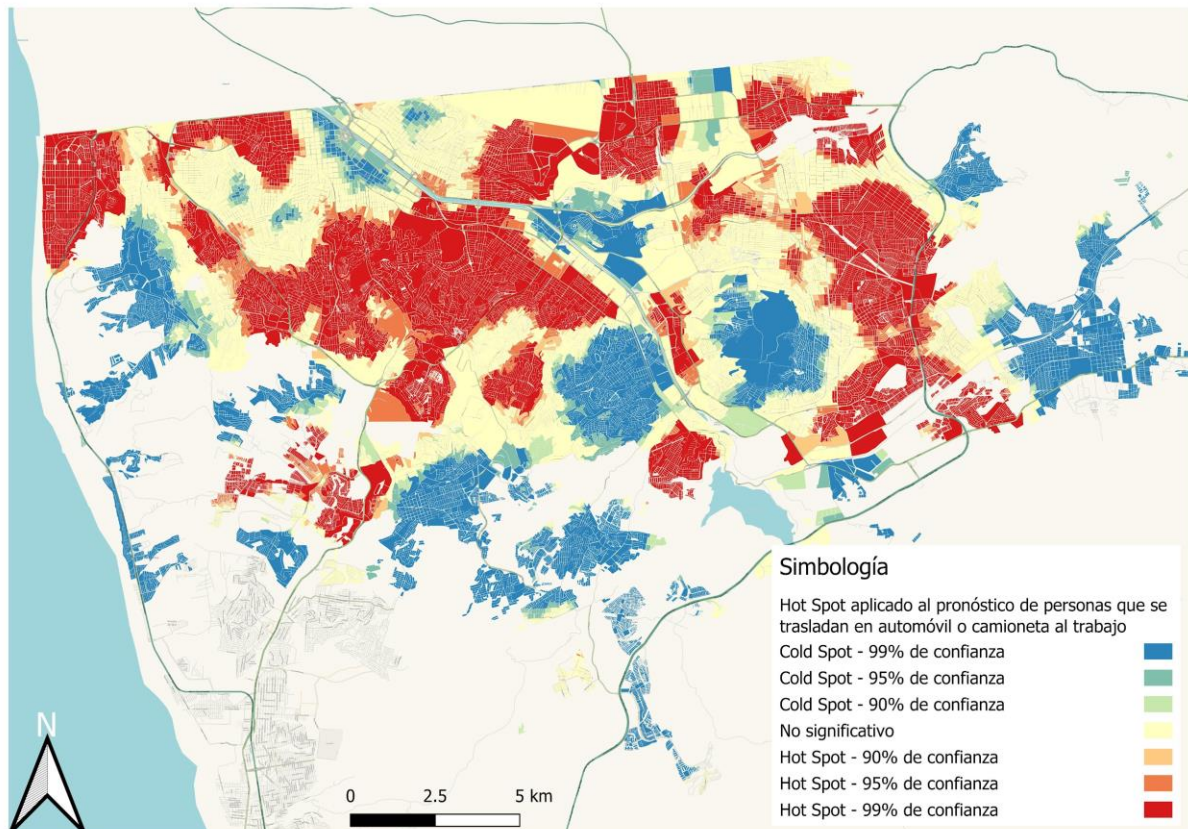 Simbología
Hot Spot aplicado al pronóstico de personas que se
trasladan en automóvil o camioneta al trabajo
Cold Spot - 99% de confianza
Cold Spot - 95% de confianza
Cold Spot - 90% de confianza
No significativo
Hot Spot - 90% de confianza
Hot Spot - 95% de confianza
Hot Spot - 99% de confianza
N
0 2.5 5 km